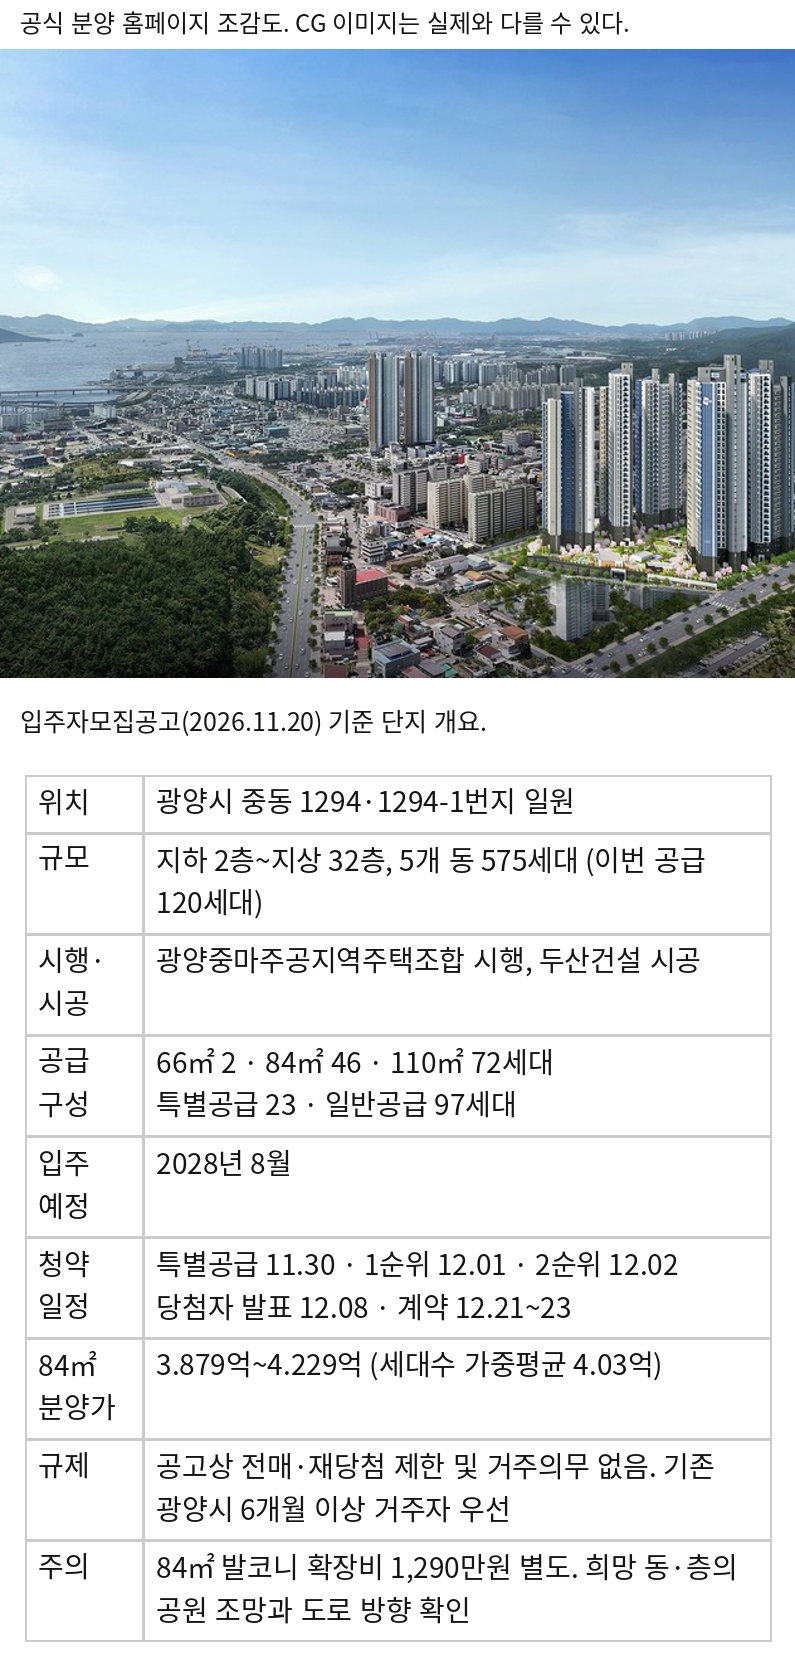 공식 분양 홈페이지 조감도. CG 이미지는 실제와 다를 수 있다.
입주자모집공고(2026.11.20) 기준 단지 개요.
위치
광양시 중동 1294·1294-1번지 일원
규모
지하 2층~지상 32층, 5개 동 575세대 (이번 공급
120세대)
시행·
시공
광양중마주공지역주택조합 시행, 두산건설 시공
공급
구성
66㎡ 2 · 84㎡ 46 · 110㎡ 72세대
특별공급 23 · 일반공급 97세대
입주
예정
2028년 8월
청약
일정
특별공급 11.30 · 1순위 12.01 · 2순위 12.02
당첨자 발표 12.08 · 계약 12.21~23
84㎡
분양가
3.879억~4.229억 (세대수 가중평균 4.03억)
규제
공고상 전매·재당첨 제한 및 거주의무 없음. 기존
광양시 6개월 이상 거주자 우선
주의
84㎡ 발코니 확장비 1,290만원 별도. 희망 동·층의
공원 조망과 도로 방향 확인